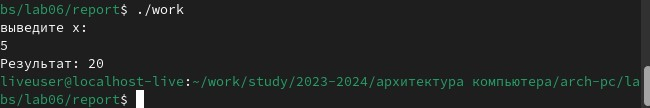 bs/lab06/report$ ./work
выведите x:
5
Результат: 20
liveuser@localhost-live:~/work/study/2023-2024/архитектура компьютера/arch-pc/la
bs/lab06/report$